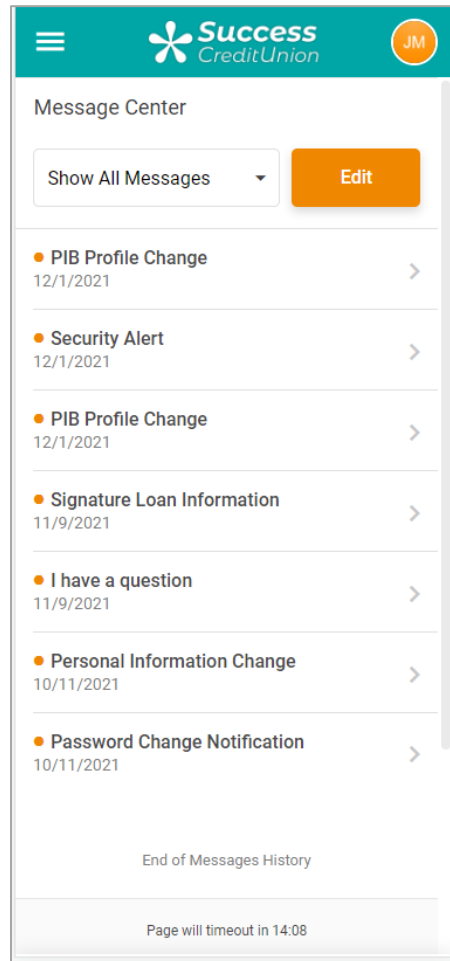 Success
CreditUnion
JM
Message Center
Show All Messages
Edit
PIB Profile Change
12/1/2021
Security Alert
12/1/2021
PIB Profile Change
12/1/2021
Signature Loan Information
11/9/2021
I have a question
11/9/2021
Personal Information Change
10/11/2021
Password Change Notification
10/11/2021
End of Messages History
Page will timeout in 14:08